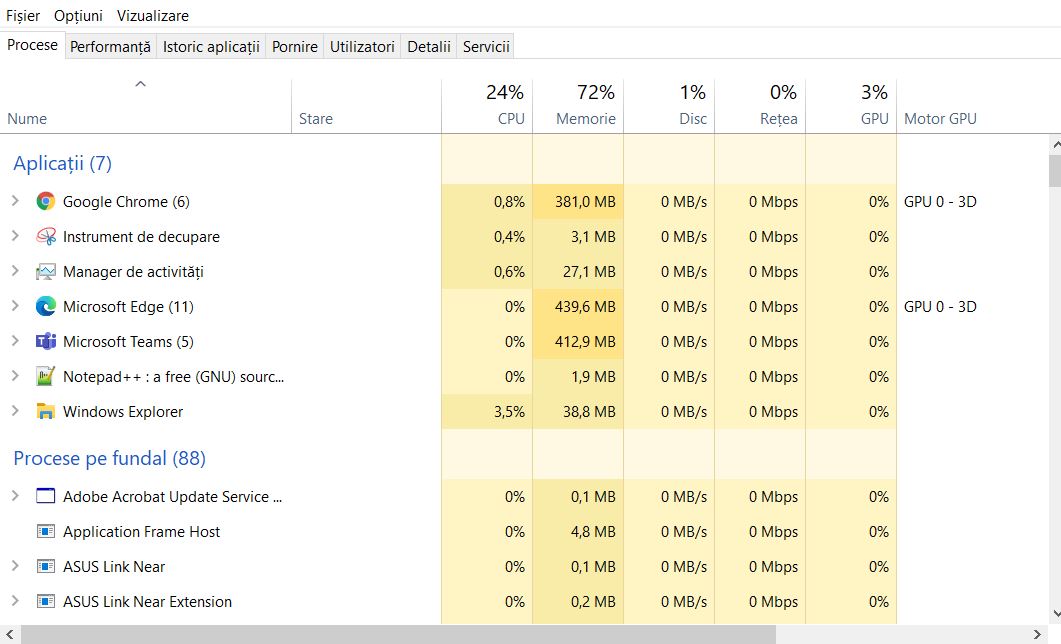 Fișier Opțiuni Vizualizare
Procese Performanță Istoric aplicații Pornire Utilizatori Detalii Servicii
24% 72% 1% 0% 3%
Nume Stare CPU Memorie Disc Rețea GPU Motor GPU
Aplicații (7)
Google Chrome (6) 0,8% 381,0 MB 0 MB/s 0 Mbps 0% GPU 0 - 3D
Instrument de decupare 0,4% 3,1 MB 0 MB/s 0 Mbps 0%
Manager de activități 0,6% 27,1 MB 0 MB/s 0 Mbps 0%
Microsoft Edge (11) 0% 439,6 MB 0 MB/s 0 Mbps 0% GPU 0 - 3D
Microsoft Teams (5) 0% 412,9 MB 0 MB/s 0 Mbps 0%
Notepad++ : a free (GNU) sourc... 0% 1,9 MB 0 MB/s 0 Mbps 0%
Windows Explorer 3,5% 38,8 MB 0 MB/s 0 Mbps 0%
Procese pe fundal (88)
Adobe Acrobat Update Service ... 0% 0,1 MB 0 MB/s 0 Mbps 0%
Application Frame Host 0% 4,8 MB 0 MB/s 0 Mbps 0%
ASUS Link Near 0% 0,1 MB 0 MB/s 0 Mbps 0%
ASUS Link Near Extension 0% 0,2 MB 0 MB/s 0 Mbps 0%